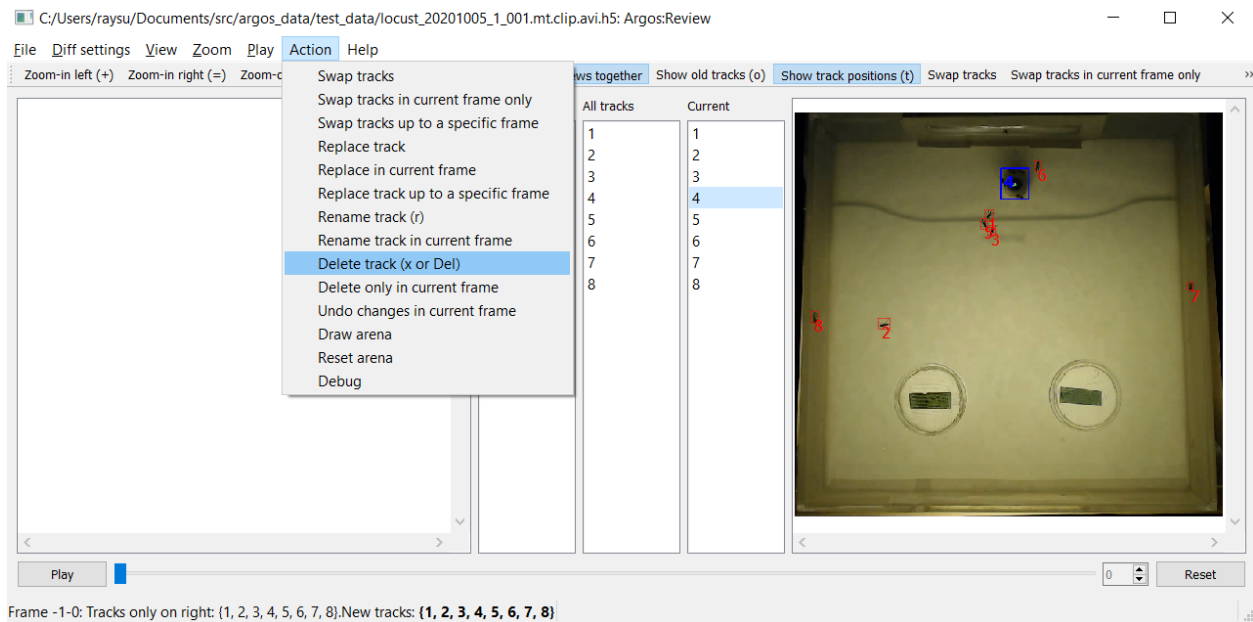 C:/Users/raysu/Documents/src/argos_data/test_data/locust_20201005_1_001.mt.clip.avi.h5: Argos:Review
File Diff settings View Zoom Play Action Help
Zoom-in left (+) Zoom-in right (=) together Show old tracks (o) Show track positions (t) Swap tracks Swap tracks in current frame only »
Swap tracks
Swap tracks in current frame only
Swap tracks up to a specific frame
Replace track
Replace in current frame
Replace track up to a specific frame
Rename track (r)
Rename track in current frame
Delete track (x or Del)
Delete only in current frame
Undo changes in current frame
Draw arena
Reset arena
Debug
All tracks
1
2
3
4
5
6
7
8
Current
1
2
3
4
5
6
7
8
6
3
7
8
2
Play
0
Reset
Frame -1-0: Tracks only on right: {1, 2, 3, 4, 5, 6, 7, 8}.New tracks: {1, 2, 3, 4, 5, 6, 7, 8}